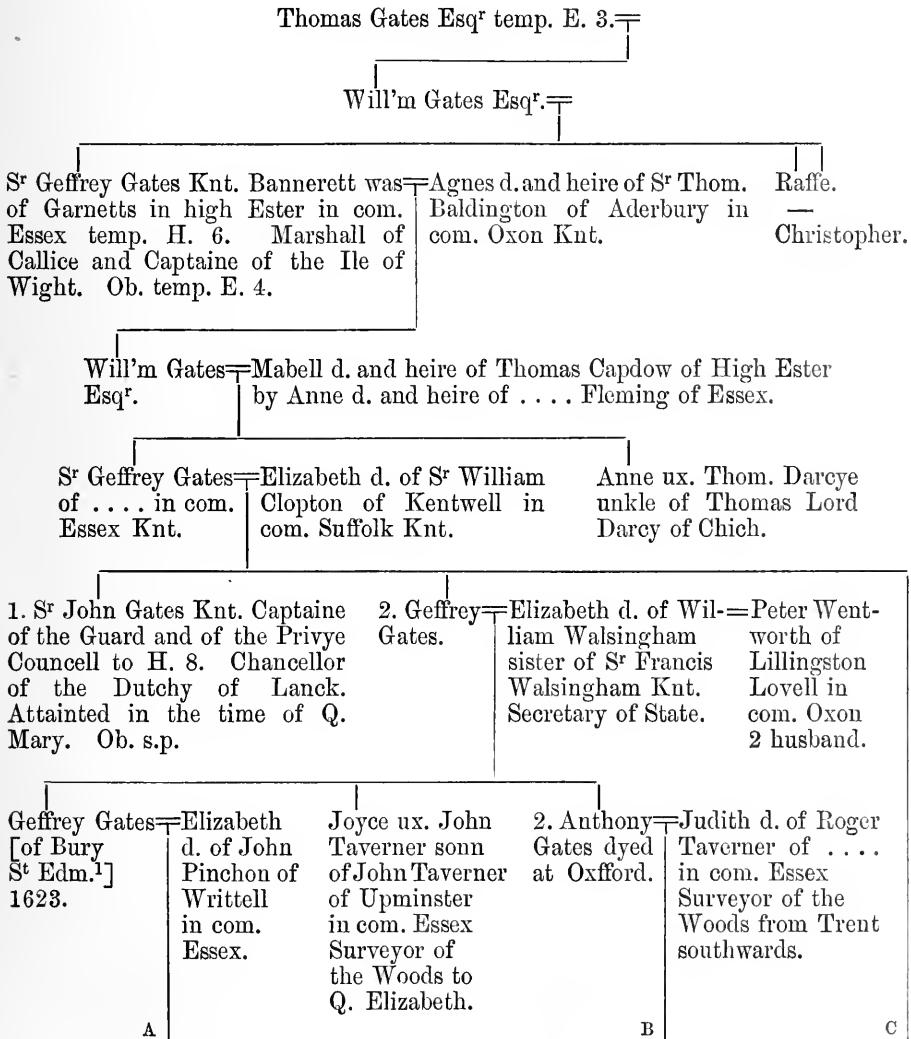 Thomas Gates Esqʳ temp. E. 3.
Will'm Gates Esqʳ.
Sʳ Geffrey Gates Knt. Bannerett was
of Garnetts in high Ester in com.
Essex temp. H. 6. Marshall of
Callice and Captaine of the Ile of
Wight. Ob. temp. E. 4.
Agnes d. and heire of Sʳ Thom.
Baldington of Aderbury in
com. Oxon Knt.
Raffe.
—
Christopher.
Will'm Gates
Esqʳ.
Mabell d. and heire of Thomas Capdow of High Ester
by Anne d. and heire of .... Fleming of Essex.
Sʳ Geffrey Gates
of .... in com.
Essex Knt.
Elizabeth d. of Sʳ William
Clopton of Kentwell in
com. Suffolk Knt.
Anne ux. Thom. Darcye
unkle of Thomas Lord
Darcy of Chich.
1. Sʳ John Gates Knt. Captaine
of the Guard and of the Privye
Councell to H. 8. Chancellor
of the Dutchy of Lanck.
Attainted in the time of Q.
Mary. Ob. s.p.
2. Geffrey
Gates.
Elizabeth d. of Wil-
liam Walsingham
sister of Sʳ Francis
Walsingham Knt.
Secretary of State.
Peter Went-
worth of
Lillingston
Lovell in
com. Oxon
2 husband.
Geffrey Gates
[of Bury
Sᵗ Edm.¹]
1623.
Elizabeth
d. of John
Pinchon of
Writtell
in com.
Essex.
Joyce ux. John
Taverner sonn
of John Taverner
of Upminster
in com. Essex
Surveyor of
the Woods to
Q. Elizabeth.
2. Anthony
Gates dyed
at Oxfford.
Judith d. of Roger
Taverner of ....
in com. Essex
Surveyor of the
Woods from Trent
southwards.
A
B
C